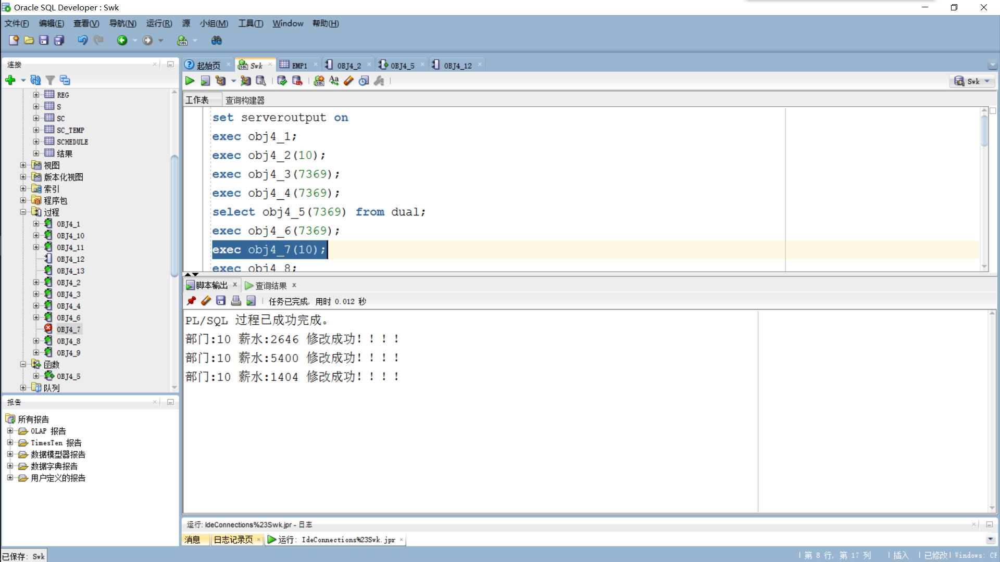 Oracle SQL Developer : Swk
文件(F) 编辑(E) 查看(V) 导航(N) 运行(R) 源 小组(M) 工具(T) Window 帮助(H)
连接
起始页 Swk EMP1 OBJ4_2 OBJ4_5 OBJ4_12
Swk
REG
S
SC
SC_TEMP
SCHEDULE
结果
视图
版本化视图
索引
程序包
过程
OBJ4_1
OBJ4_10
OBJ4_11
OBJ4_12
OBJ4_13
OBJ4_2
OBJ4_3
OBJ4_4
OBJ4_6
OBJ4_7
OBJ4_8
OBJ4_9
函数
OBJ4_5
队列
报告
所有报告
OLAP 报告
TimesTen 报告
数据模型器报告
数据字典报告
用户定义的报告
工作表 查询构建器
set serveroutput on
exec obj4_1;
exec obj4_2(10);
exec obj4_3(7369);
exec obj4_4(7369);
select obj4_5(7369) from dual;
exec obj4_6(7369);
exec obj4_7(10);
exec obj4_8;
脚本输出 x 查询结果 x
任务已完成, 用时 0.012 秒
PL/SQL 过程已成功完成。
部门:10 薪水:2646 修改成功!！！！
部门:10 薪水:5400 修改成功!！！！
部门:10 薪水:1404 修改成功!！！！
运行: IdeConnections%23Swk.jpr - 日志
消息 日志记录页 运行: IdeConnections%23Swk.jpr
已保存: Swk
第 8 行, 第 17 列 插入 已修改 Windows: CF